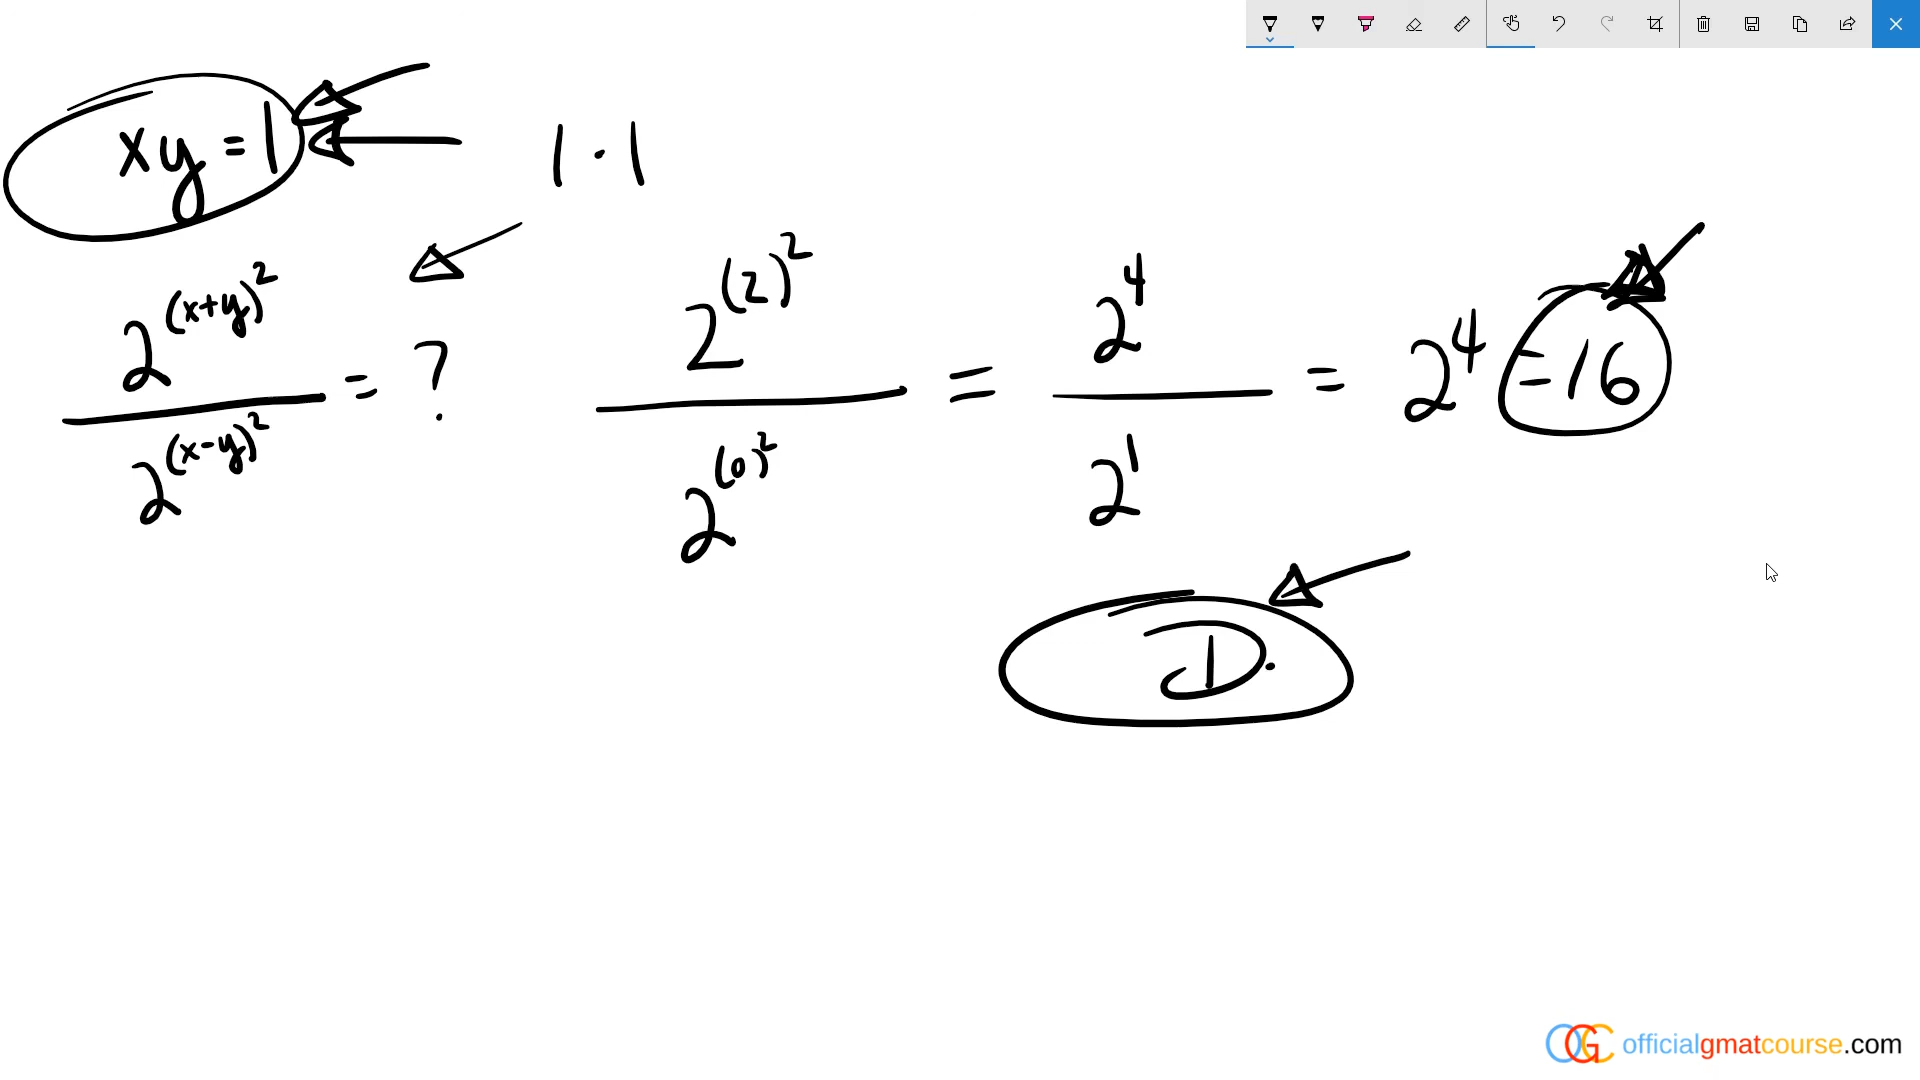 xy = 1
1 · 1
2^(x+y)^2 / 2^(x-y)^2 = ?
2^(2)^2 / 2^(0)^2 = 2^4 / 2^1 = 2^4 = 16
D.
officialgmatcourse.com